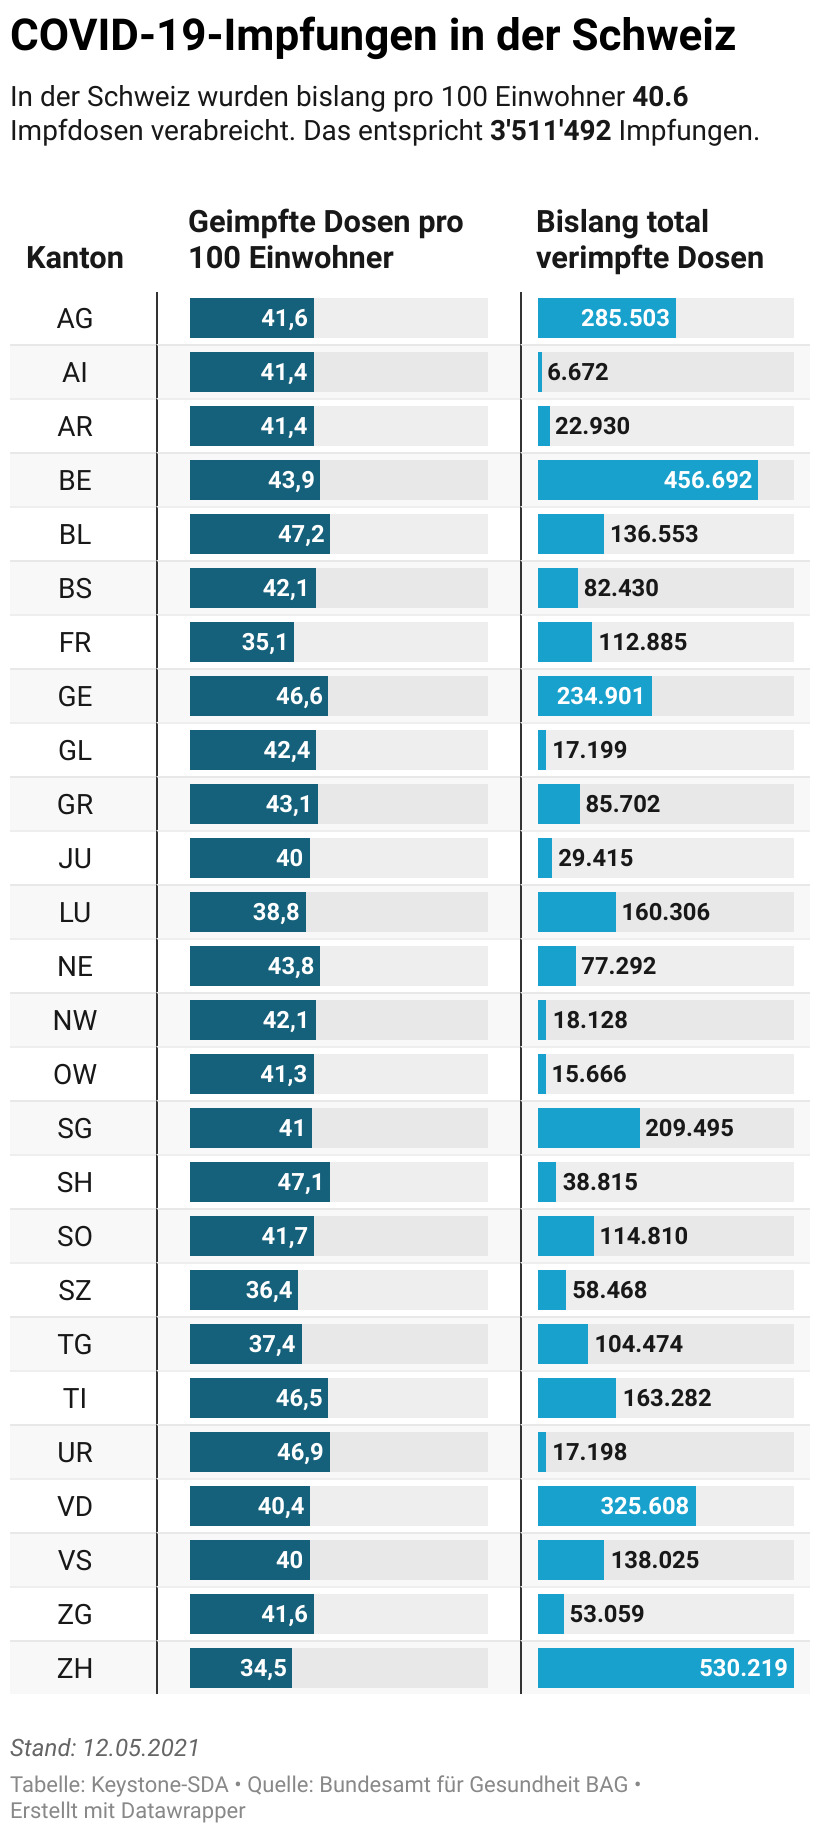 COVID-19-Impfungen in der Schweiz
In der Schweiz wurden bislang pro 100 Einwohner 40.6
Impfdosen verabreicht. Das entspricht 3'511'492 Impfungen.
Kanton Geimpfte Dosen pro 100 Einwohner Bislang total verimpfte Dosen
AG 41,6 285.503
AI 41,4 6.672
AR 41,4 22.930
BE 43,9 456.692
BL 47,2 136.553
BS 42,1 82.430
FR 35,1 112.885
GE 46,6 234.901
GL 42,4 17.199
GR 43,1 85.702
JU 40 29.415
LU 38,8 160.306
NE 43,8 77.292
NW 42,1 18.128
OW 41,3 15.666
SG 41 209.495
SH 47,1 38.815
SO 41,7 114.810
SZ 36,4 58.468
TG 37,4 104.474
TI 46,5 163.282
UR 46,9 17.198
VD 40,4 325.608
VS 40 138.025
ZG 41,6 53.059
ZH 34,5 530.219
Stand: 12.05.2021
Tabelle: Keystone-SDA • Quelle: Bundesamt für Gesundheit BAG •
Erstellt mit Datawrapper